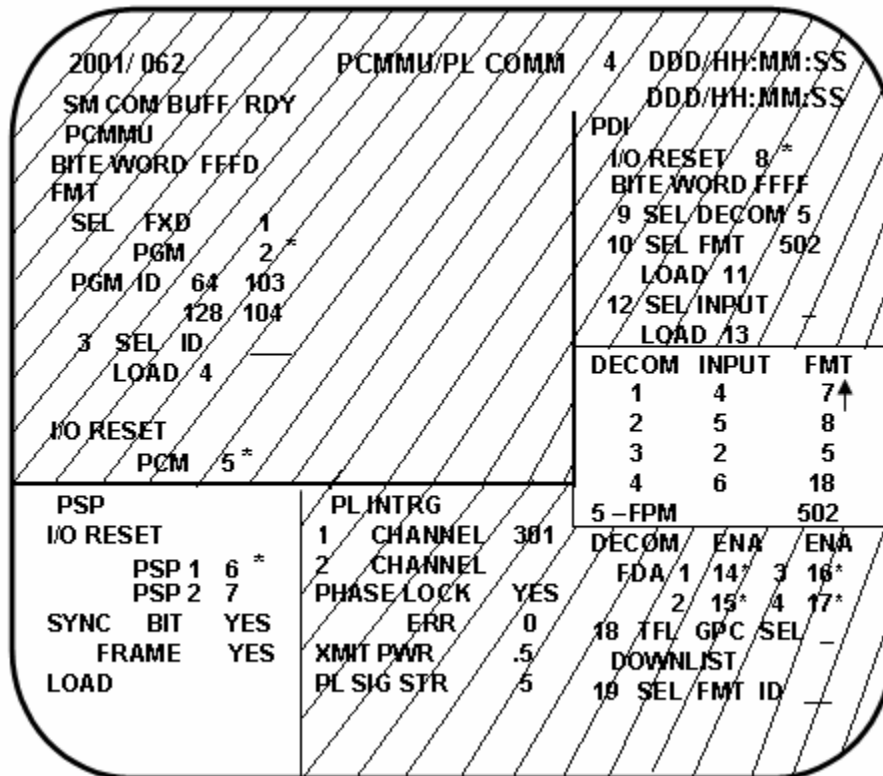 2001/ 062 PCMMU/PL COMM 4 DDD/HH:MM:SS
DDD/HH:MM:SS
SM COM BUFF RDY
PCMMU
BITE WORD FFFD
FMT
SEL FXD 1
PGM 2 *
PGM ID 64 103
128 104
3 SEL ID __
LOAD 4
I/O RESET
PCM 5 *
PDI
I/O RESET 8 *
BITE WORD FFFF
9 SEL DECOM 5
10 SEL FMT 502
LOAD 11
12 SEL INPUT _
LOAD 13
DECOM INPUT FMT
1 4 7↑
2 5 8
3 2 5
4 6 18
5 –FPM 502
PSP
I/O RESET
PSP 1 6 *
PSP 2 7
SYNC BIT YES
FRAME YES
LOAD
PL INTRG
1 CHANNEL 301
2 CHANNEL
PHASE LOCK YES
ERR 0
XMIT PWR .5
PL SIG STR 5
DECOM ENA ENA
FDA 1 14* 3 16*
2 15* 4 17*
18 TFL GPC SEL _
DOWNLIST
19 SEL FMT ID __